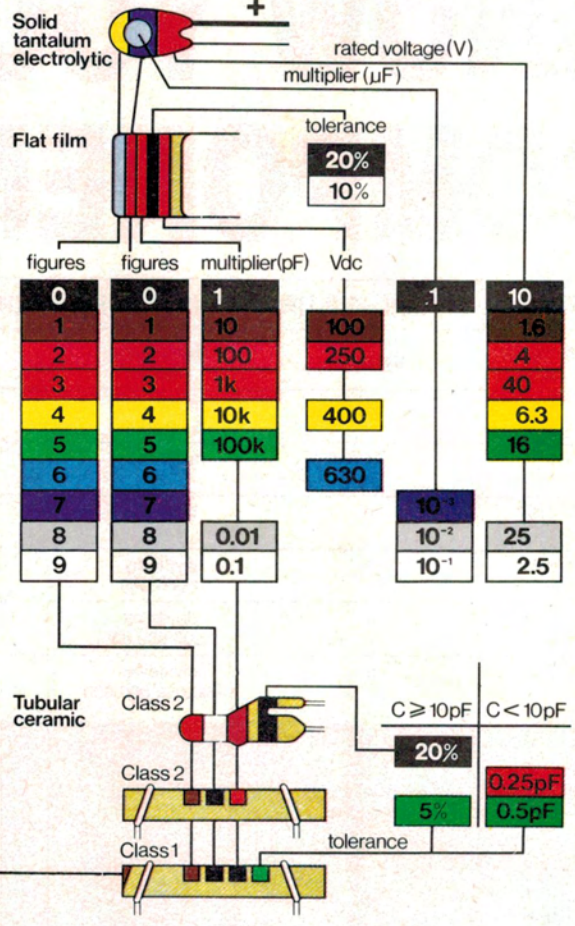 Solid
tantalum
electrolytic
+
rated voltage (V)
multiplier (µF)
Flat film
tolerance
20%
10%
figures figures multiplier(pF) Vdc
0 0 1 .1 10
1 1 10 100 1.6
2 2 100 250 .4
3 3 1k 40
4 4 10k 400 6.3
5 5 100k 16
6 6 630
7 7 10⁻³
8 8 0.01 10⁻² 25
9 9 0.1 10⁻¹ 2.5
Tubular
ceramic
Class 2
C ≥ 10pF C < 10pF
20%
Class 2
0.25pF
5% 0.5pF
Class 1
tolerance